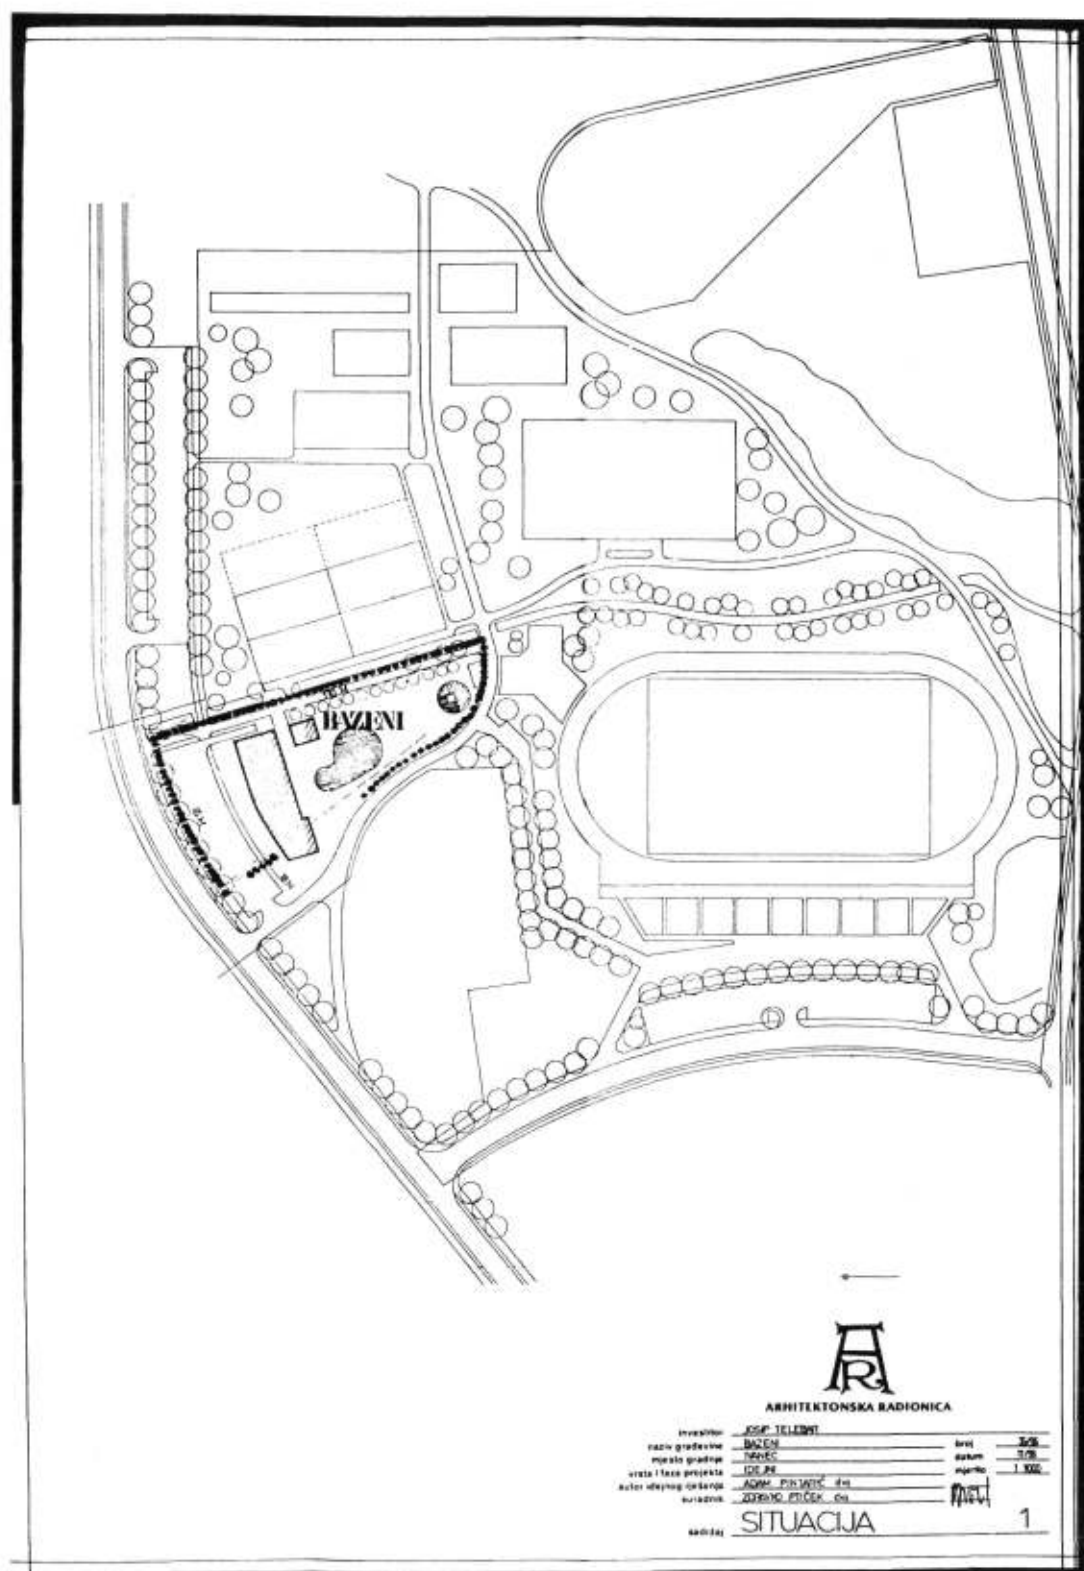 BAZENI
ARHITEKTONSKA RADIONICA
investitor JOSIP TELEBAR
naziv građevine BAZENI broj
mjesto gradnje IVANEC datum
vrsta i faza projekta IDEJNI mjerilo 1:1000
autor idejnog rješenja ADAM PINTARIĆ dia
suradnik ZDRAVKO PTIČEK dia
sadržaj SITUACIJA 1